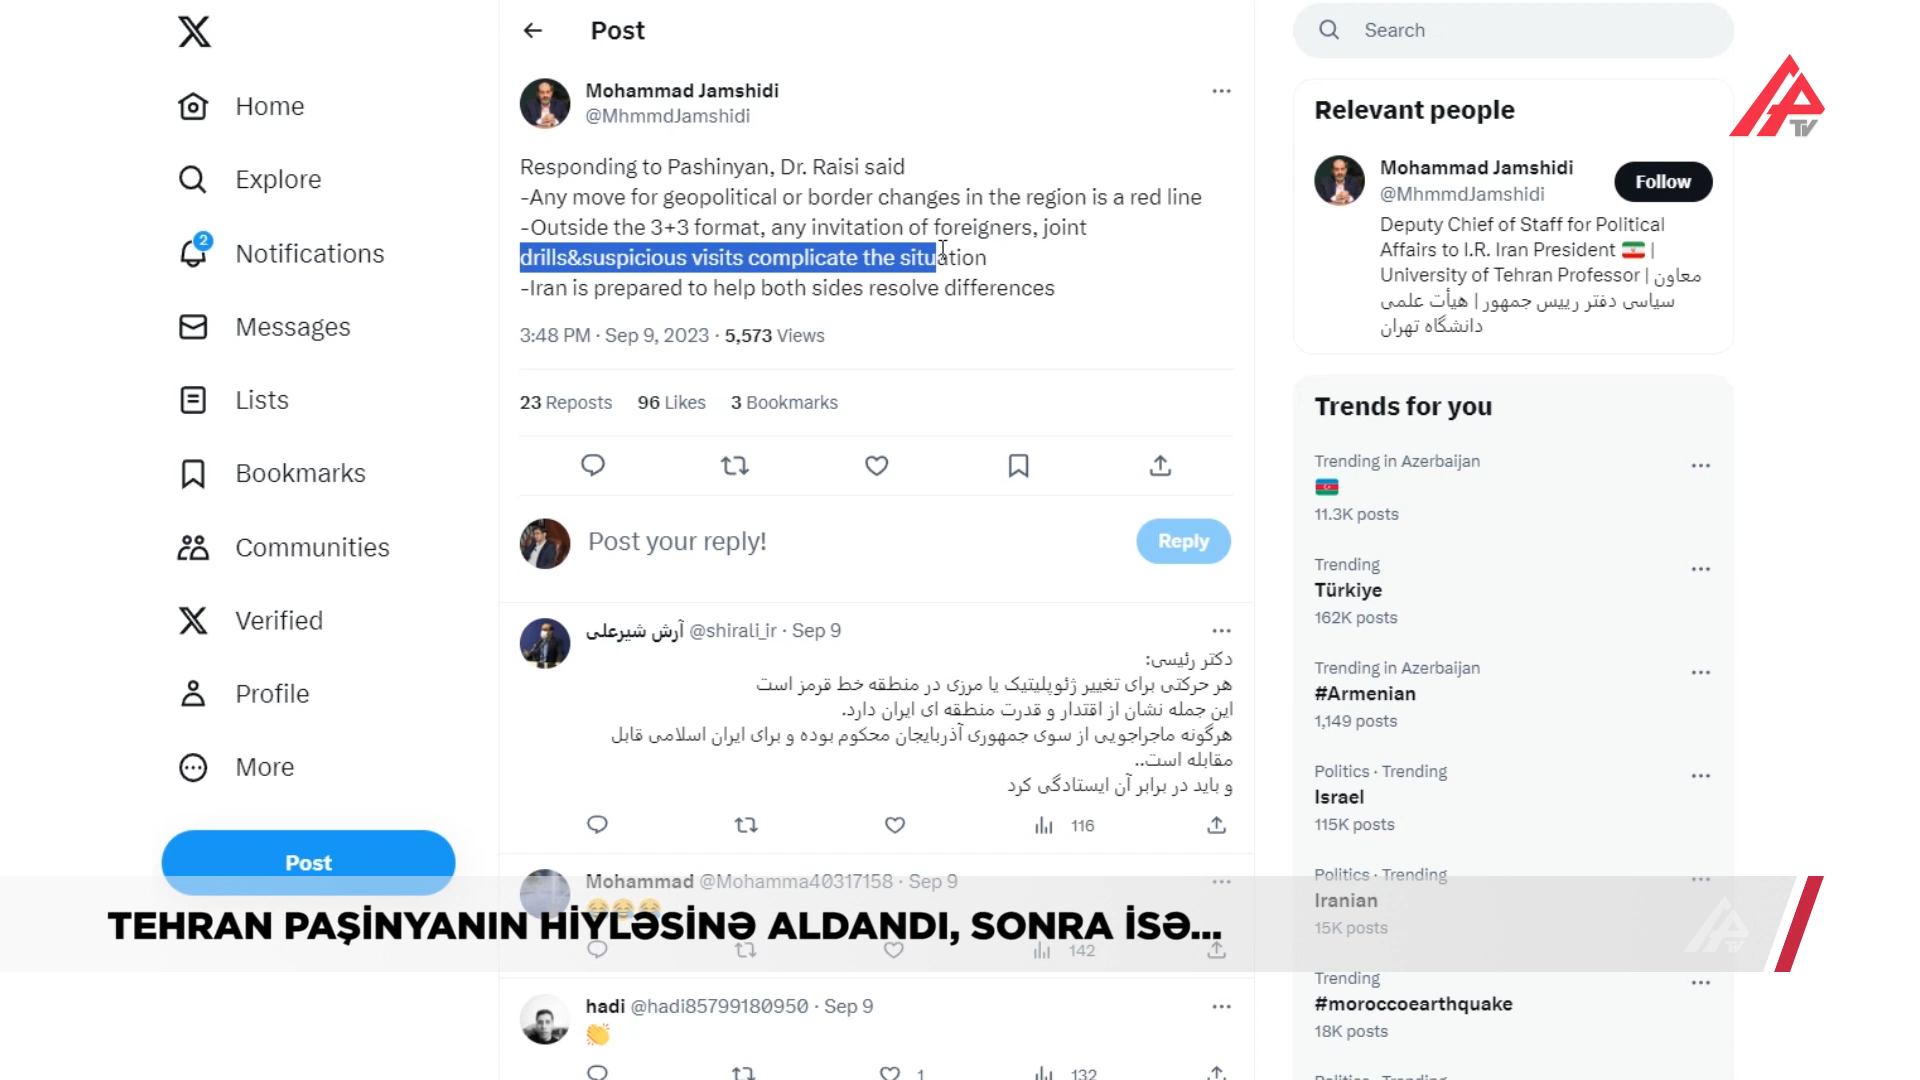 Home
Explore
2
Notifications
Messages
Lists
Bookmarks
Communities
Verified
Profile
More
Post
Post
Mohammad Jamshidi
@MhmmdJamshidi
Responding to Pashinyan, Dr. Raisi said
-Any move for geopolitical or border changes in the region is a red line
-Outside the 3+3 format, any invitation of foreigners, joint
drills&suspicious visits complicate the situation
-Iran is prepared to help both sides resolve differences
3:48 PM · Sep 9, 2023 · 5,573 Views
23 Reposts 96 Likes 3 Bookmarks
Post your reply!
Reply
آرش شیرعلی @shirali_ir · Sep 9
دکتر رئیسی:
هر حرکتی برای تغییر ژئوپلیتیک یا مرزی در منطقه خط قرمز است
این جمله نشان از اقتدار و قدرت منطقه ای ایران دارد.
هرگونه ماجراجویی از سوی جمهوری آذربایجان محکوم بوده و برای ایران اسلامی قابل
مقابله است..
و باید در برابر آن ایستادگی کرد
116
Mohammad @Mohamma40317158 · Sep 9
😂😂😂
142
hadi @hadi85799180950 · Sep 9
👏
1 132
Search
Relevant people
Mohammad Jamshidi
@MhmmdJamshidi
Follow
Deputy Chief of Staff for Political
Affairs to I.R. Iran President 🇮🇷 |
University of Tehran Professor | معاون
سیاسی دفتر رییس جمهور | هیأت علمی
دانشگاه تهران
Trends for you
Trending in Azerbaijan
🇦🇿
11.3K posts
Trending
Türkiye
162K posts
Trending in Azerbaijan
#Armenian
1,149 posts
Politics · Trending
Israel
115K posts
Politics · Trending
Iranian
15K posts
Trending
#moroccoearthquake
18K posts
Politics · Trending
AP TV
TEHRAN PAŞİNYANIN HİYLƏSİNƏ ALDANDI, SONRA İSƏ...
AP TV